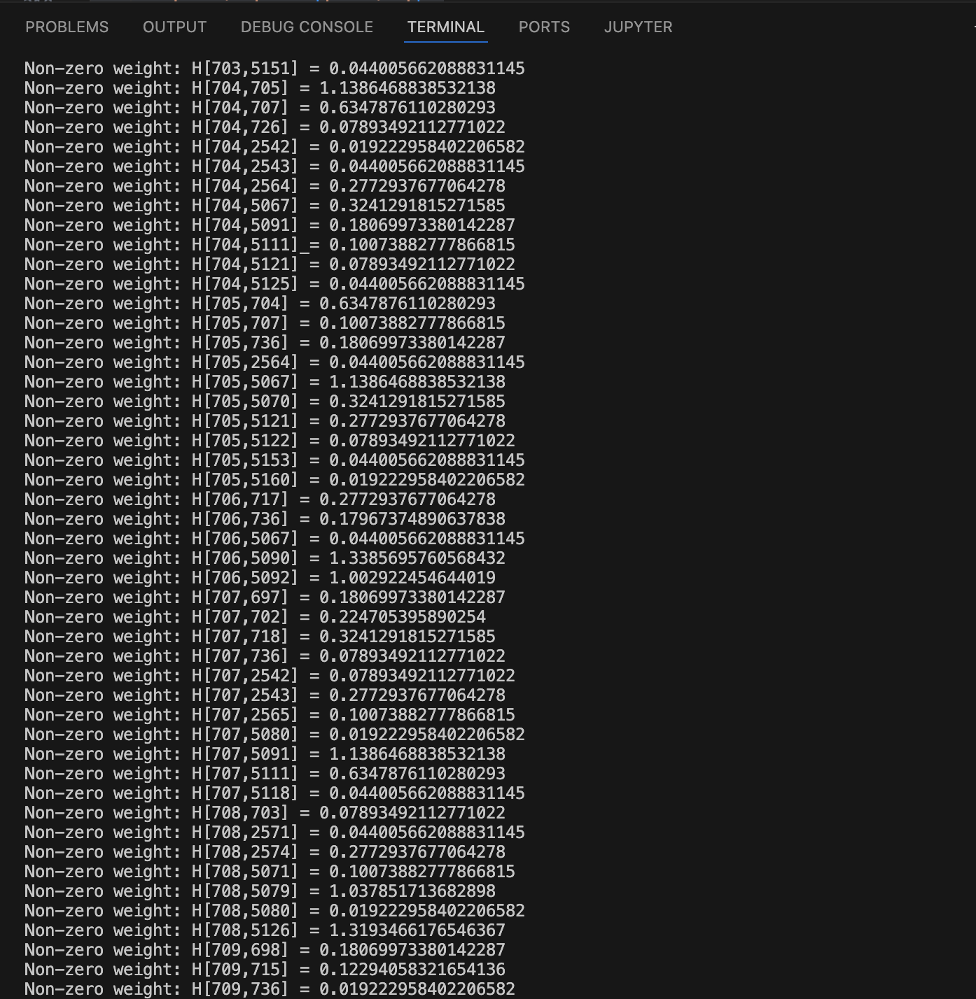 PROBLEMS OUTPUT DEBUG CONSOLE TERMINAL PORTS JUPYTER
Non-zero weight: H[703,5151] = 0.044005662088831145
Non-zero weight: H[704,705] = 1.1386468838532138
Non-zero weight: H[704,707] = 0.6347876110280293
Non-zero weight: H[704,726] = 0.07893492112771022
Non-zero weight: H[704,2542] = 0.019222958402206582
Non-zero weight: H[704,2543] = 0.044005662088831145
Non-zero weight: H[704,2564] = 0.2772937677064278
Non-zero weight: H[704,5067] = 0.3241291815271585
Non-zero weight: H[704,5091] = 0.18069973380142287
Non-zero weight: H[704,5111]_= 0.10073882777866815
Non-zero weight: H[704,5121] = 0.07893492112771022
Non-zero weight: H[704,5125] = 0.044005662088831145
Non-zero weight: H[705,704] = 0.6347876110280293
Non-zero weight: H[705,707] = 0.10073882777866815
Non-zero weight: H[705,736] = 0.18069973380142287
Non-zero weight: H[705,2564] = 0.044005662088831145
Non-zero weight: H[705,5067] = 1.1386468838532138
Non-zero weight: H[705,5070] = 0.3241291815271585
Non-zero weight: H[705,5121] = 0.2772937677064278
Non-zero weight: H[705,5122] = 0.07893492112771022
Non-zero weight: H[705,5153] = 0.044005662088831145
Non-zero weight: H[705,5160] = 0.019222958402206582
Non-zero weight: H[706,717] = 0.2772937677064278
Non-zero weight: H[706,736] = 0.17967374890637838
Non-zero weight: H[706,5067] = 0.044005662088831145
Non-zero weight: H[706,5090] = 1.3385695760568432
Non-zero weight: H[706,5092] = 1.002922454644019
Non-zero weight: H[707,697] = 0.18069973380142287
Non-zero weight: H[707,702] = 0.224705395890254
Non-zero weight: H[707,718] = 0.3241291815271585
Non-zero weight: H[707,736] = 0.07893492112771022
Non-zero weight: H[707,2542] = 0.07893492112771022
Non-zero weight: H[707,2543] = 0.2772937677064278
Non-zero weight: H[707,2565] = 0.10073882777866815
Non-zero weight: H[707,5080] = 0.019222958402206582
Non-zero weight: H[707,5091] = 1.1386468838532138
Non-zero weight: H[707,5111] = 0.6347876110280293
Non-zero weight: H[707,5118] = 0.044005662088831145
Non-zero weight: H[708,703] = 0.07893492112771022
Non-zero weight: H[708,2571] = 0.044005662088831145
Non-zero weight: H[708,2574] = 0.2772937677064278
Non-zero weight: H[708,5071] = 0.10073882777866815
Non-zero weight: H[708,5079] = 1.037851713682898
Non-zero weight: H[708,5080] = 0.019222958402206582
Non-zero weight: H[708,5126] = 1.3193466176546367
Non-zero weight: H[709,698] = 0.18069973380142287
Non-zero weight: H[709,715] = 0.12294058321654136
Non-zero weight: H[709,736] = 0.019222958402206582